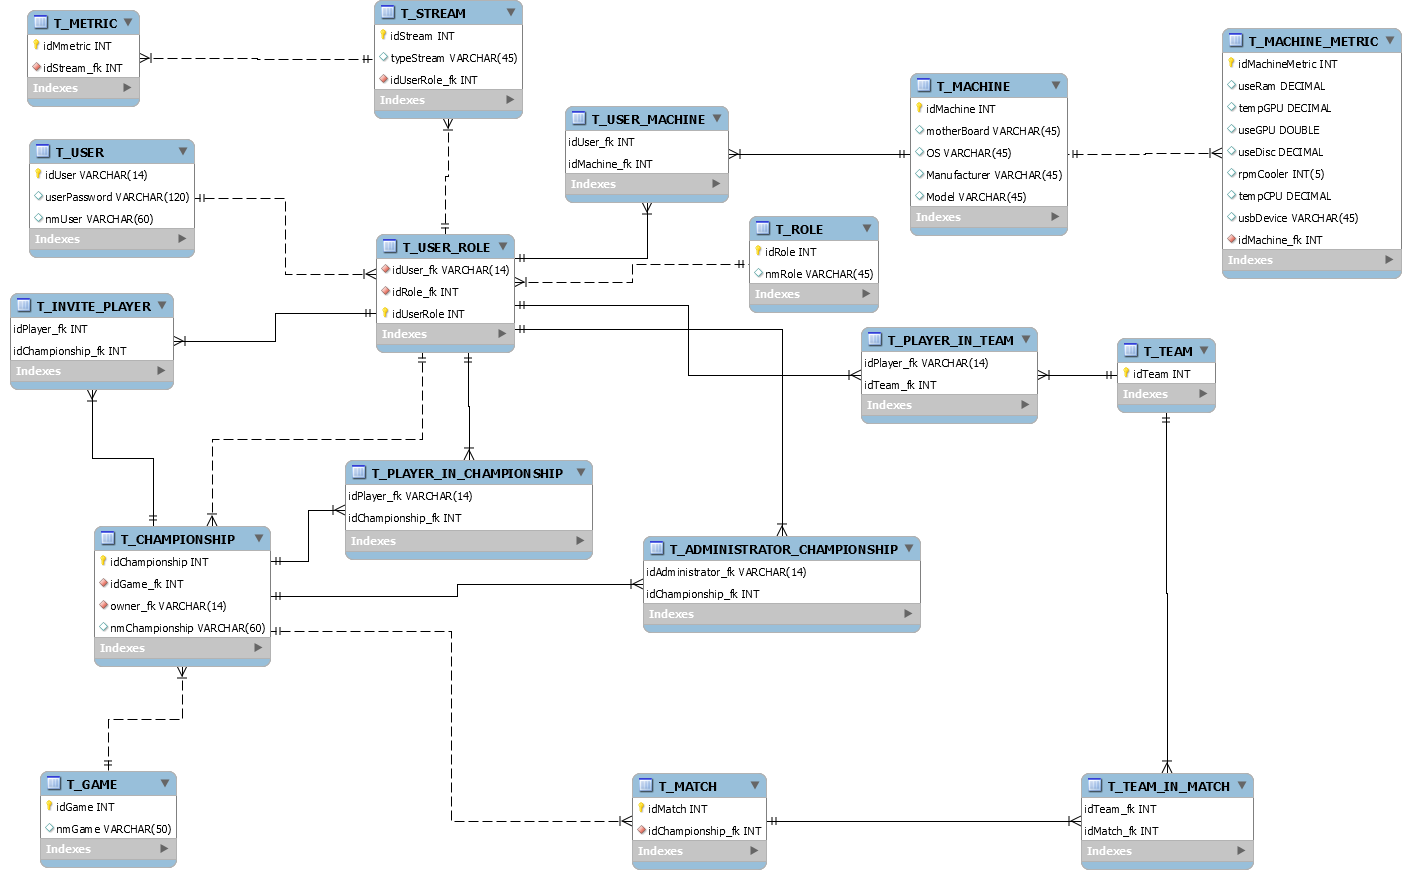 T_METRIC
idMmetric INT
idStream_fk INT
Indexes
T_STREAM
idStream INT
typeStream VARCHAR(45)
idUserRole_fk INT
Indexes
T_MACHINE_METRIC
idMachineMetric INT
useRam DECIMAL
tempGPU DECIMAL
useGPU DOUBLE
useDisc DECIMAL
rpmCooler INT(5)
tempCPU DECIMAL
usbDevice VARCHAR(45)
idMachine_fk INT
Indexes
T_MACHINE
idMachine INT
motherBoard VARCHAR(45)
OS VARCHAR(45)
Manufacturer VARCHAR(45)
Model VARCHAR(45)
Indexes
T_USER_MACHINE
idUser_fk INT
idMachine_fk INT
Indexes
T_USER
idUser VARCHAR(14)
userPassword VARCHAR(120)
nmUser VARCHAR(60)
Indexes
T_ROLE
idRole INT
nmRole VARCHAR(45)
Indexes
T_USER_ROLE
idUser_fk VARCHAR(14)
idRole_fk INT
idUserRole INT
Indexes
T_INVITE_PLAYER
idPlayer_fk INT
idChampionship_fk INT
Indexes
T_PLAYER_IN_TEAM
idPlayer_fk VARCHAR(14)
idTeam_fk INT
Indexes
T_TEAM
idTeam INT
Indexes
T_PLAYER_IN_CHAMPIONSHIP
idPlayer_fk VARCHAR(14)
idChampionship_fk INT
Indexes
T_CHAMPIONSHIP
idChampionship INT
idGame_fk INT
owner_fk VARCHAR(14)
nmChampionship VARCHAR(60)
Indexes
T_ADMINISTRATOR_CHAMPIONSHIP
idAdministrator_fk VARCHAR(14)
idChampionship_fk INT
Indexes
T_GAME
idGame INT
nmGame VARCHAR(50)
Indexes
T_MATCH
idMatch INT
idChampionship_fk INT
Indexes
T_TEAM_IN_MATCH
idTeam_fk INT
idMatch_fk INT
Indexes